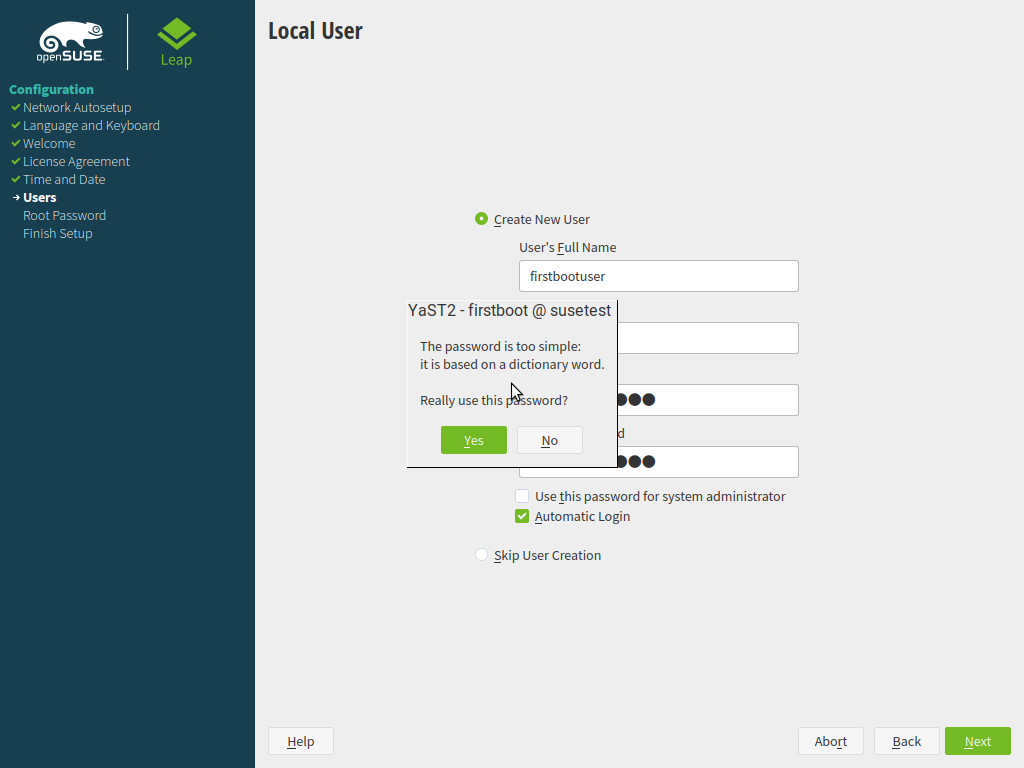 openSUSE
Leap
Configuration
Network Autosetup
Language and Keyboard
Welcome
License Agreement
Time and Date
Users
Root Password
Finish Setup
Local User
Create New User
User's Full Name
firstbootuser
YaST2 - firstboot @ susetest
The password is too simple:
it is based on a dictionary word.
Really use this password?
Yes
No
d
Use this password for system administrator
Automatic Login
Skip User Creation
Help
Abort
Back
Next